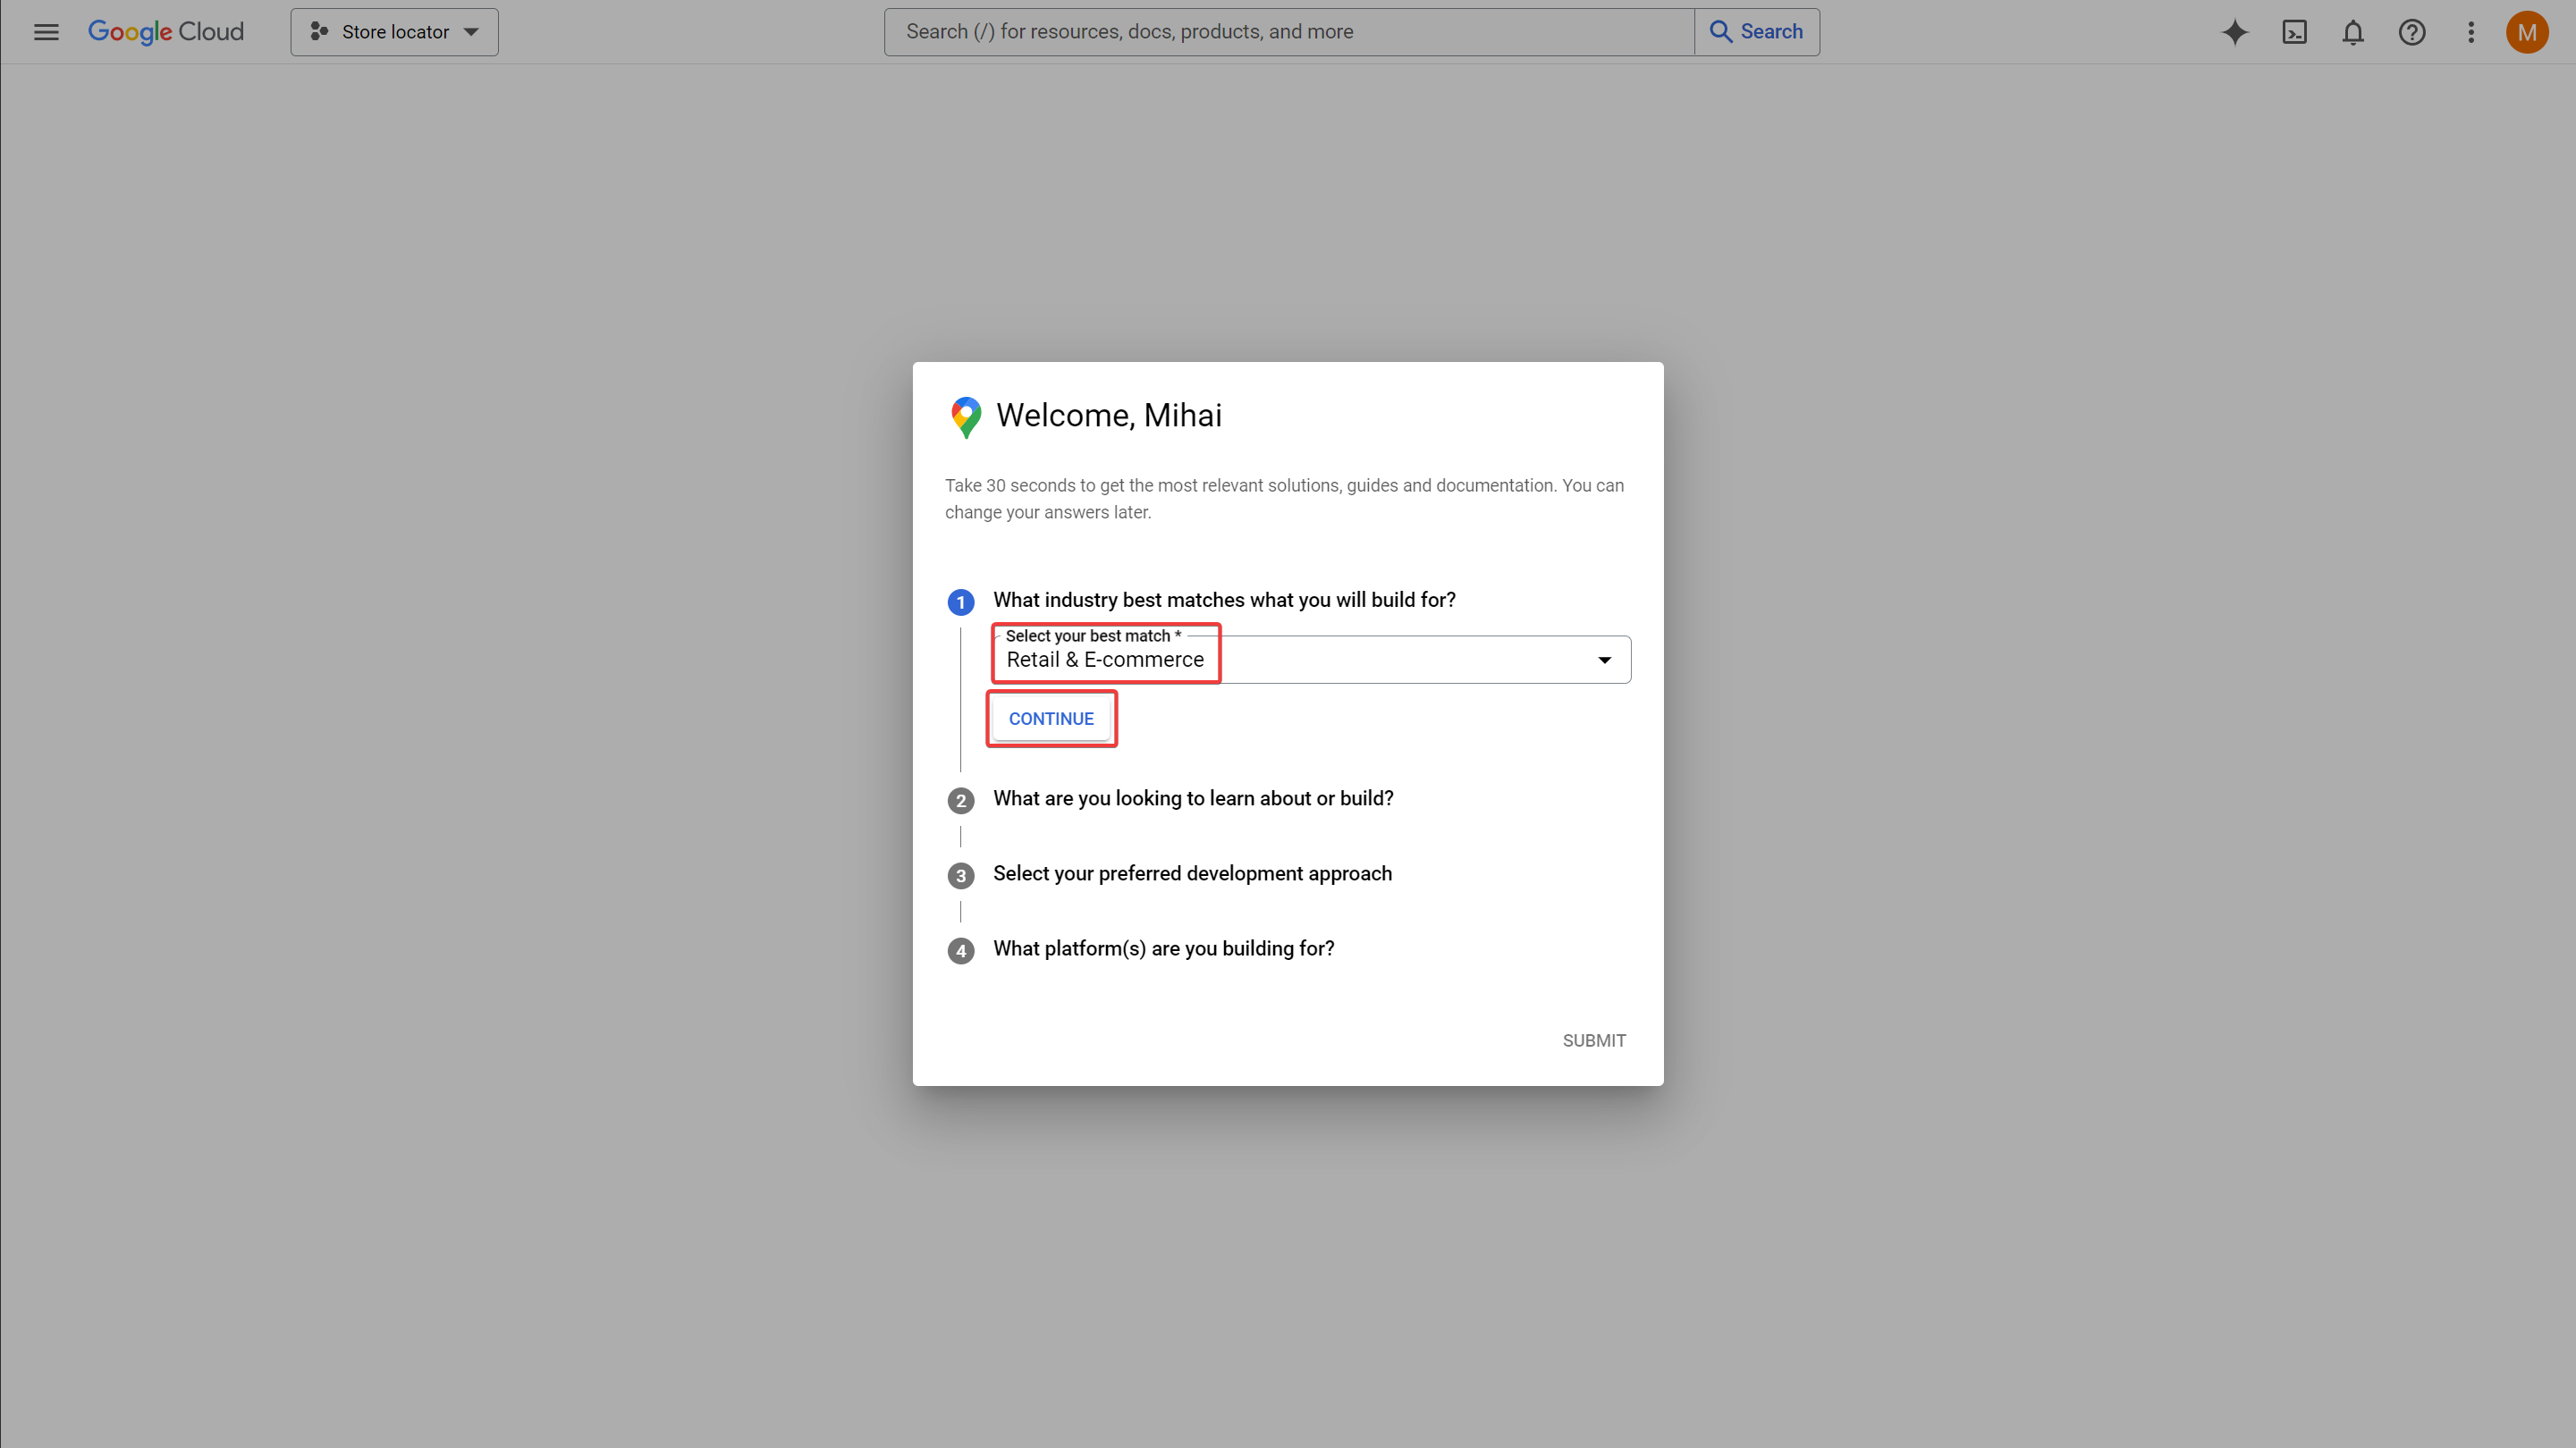 Google Cloud
Store locator
Search (/) for resources, docs, products, and more
Search
M
Welcome, Mihai
Take 30 seconds to get the most relevant solutions, guides and documentation. You can
change your answers later.
1 What industry best matches what you will build for?
Select your best match *
Retail & E-commerce
CONTINUE
2 What are you looking to learn about or build?
3 Select your preferred development approach
4 What platform(s) are you building for?
SUBMIT